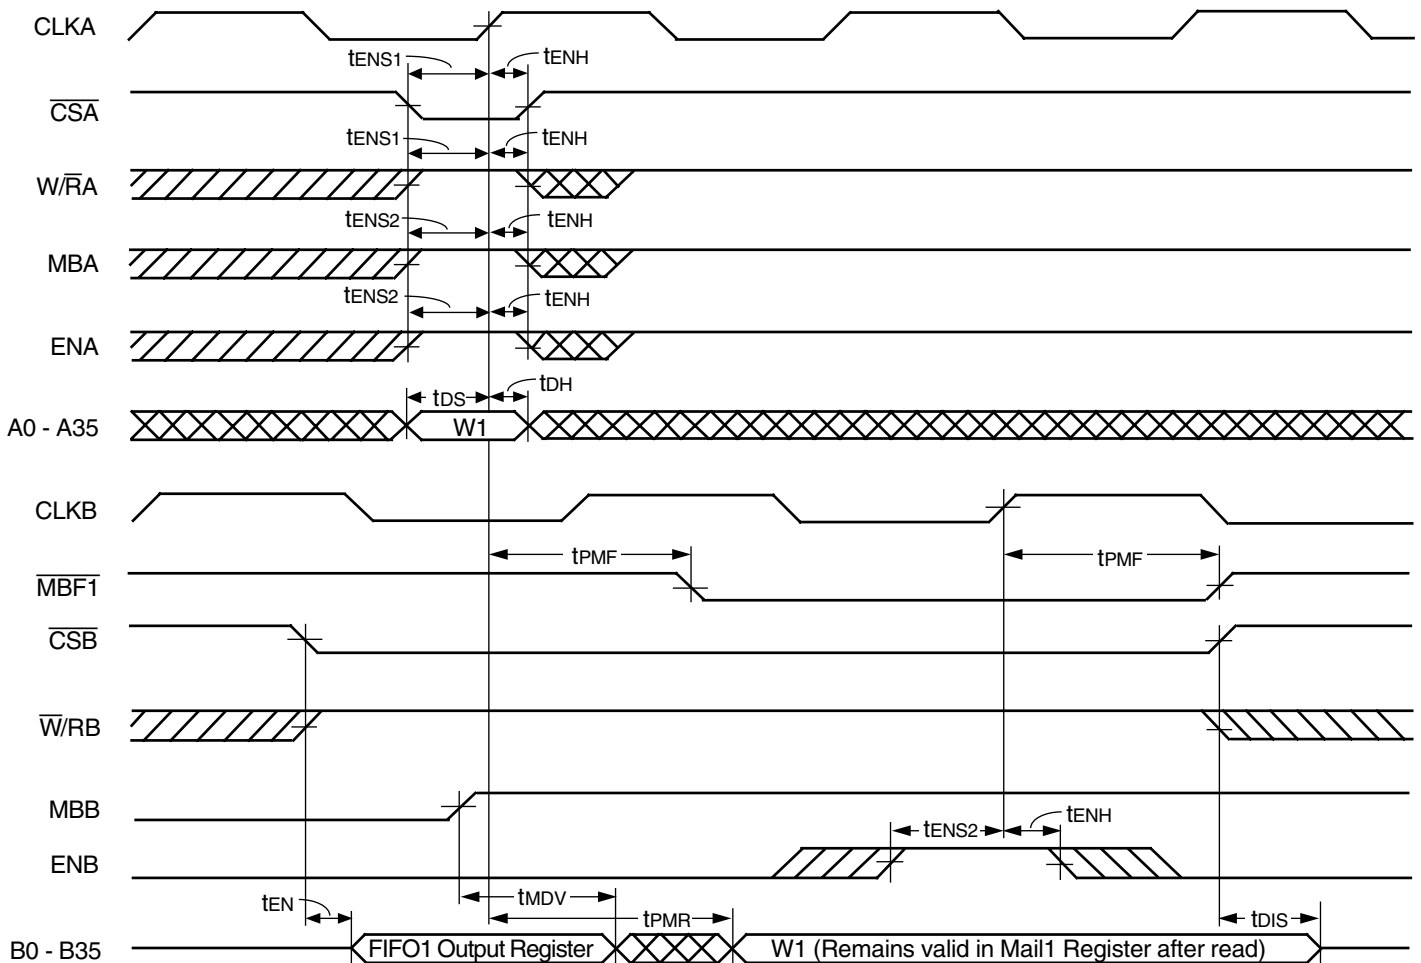 CLKA
tENS1
tENH
CSA
tENS1
tENH
W/RA
tENS2
tENH
MBA
tENS2
tENH
ENA
tDS
tDH
A0 - A35
W1
CLKB
tPMF
tPMF
MBF1
CSB
W/RB
MBB
tENS2
tENH
ENB
tEN
tMDV
tPMR
tDIS
B0 - B35
FIFO1 Output Register
W1 (Remains valid in Mail1 Register after read)